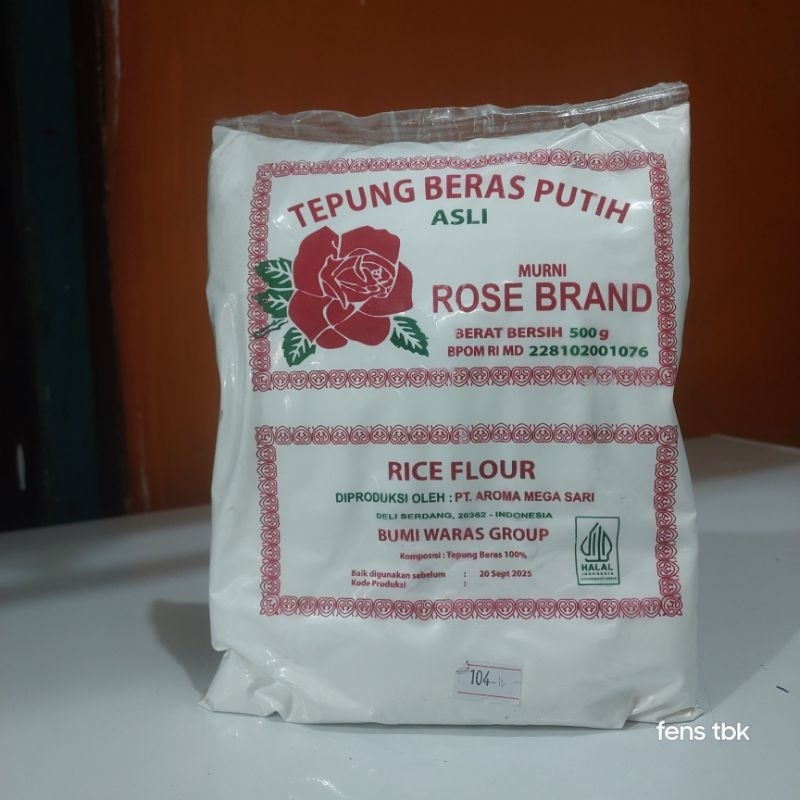 TEPUNG BERAS PUTIH
ASLI
MURNI
ROSE BRAND
BERAT BERSIH 500 g
BPOM RI MD 228102001076
RICE FLOUR
DIPRODUKSI OLEH : PT. AROMA MEGA SARI
DELI SERDANG, 20362 - INDONESIA
BUMI WARAS GROUP
Komposisi : Tepung Beras 100%
HALAL
INDONESIA
Baik digunakan sebelum : 20 Sept 2025
Kode Produksi :
104
fens tbk